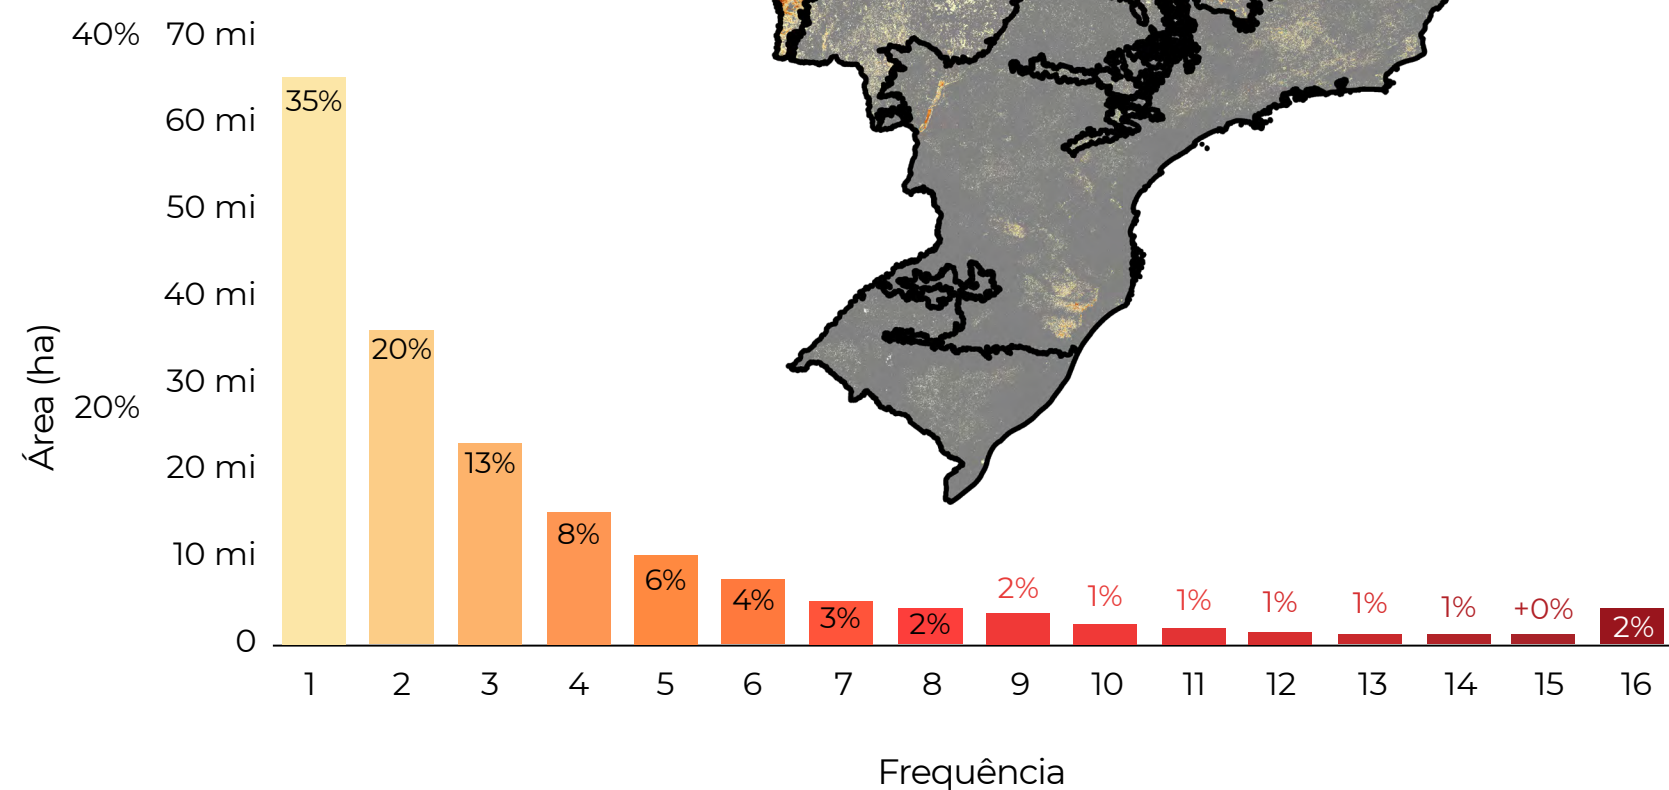 40% 70 mi
35%
60 mi
50 mi
40 mi
20%
30 mi
20%
13%
20 mi
8%
10 mi
6%
4%
3%
2%
2%
1%
1%
1%
1%
1%
+0%
2%
0
Área (ha)
1 2 3 4 5 6 7 8 9 10 11 12 13 14 15 16
Frequência